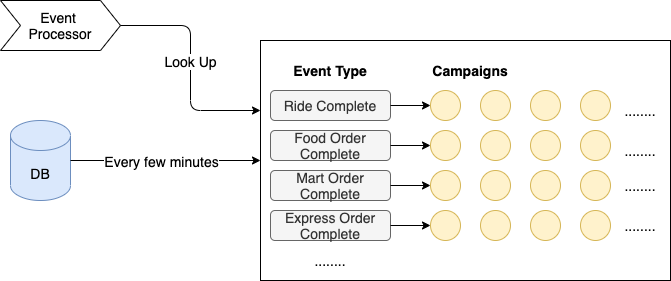 Event
Processor
Look Up
Event Type
Campaigns
Ride Complete
........
DB
Every few minutes
Food Order
Complete
........
Mart Order
Complete
........
Express Order
Complete
........
........